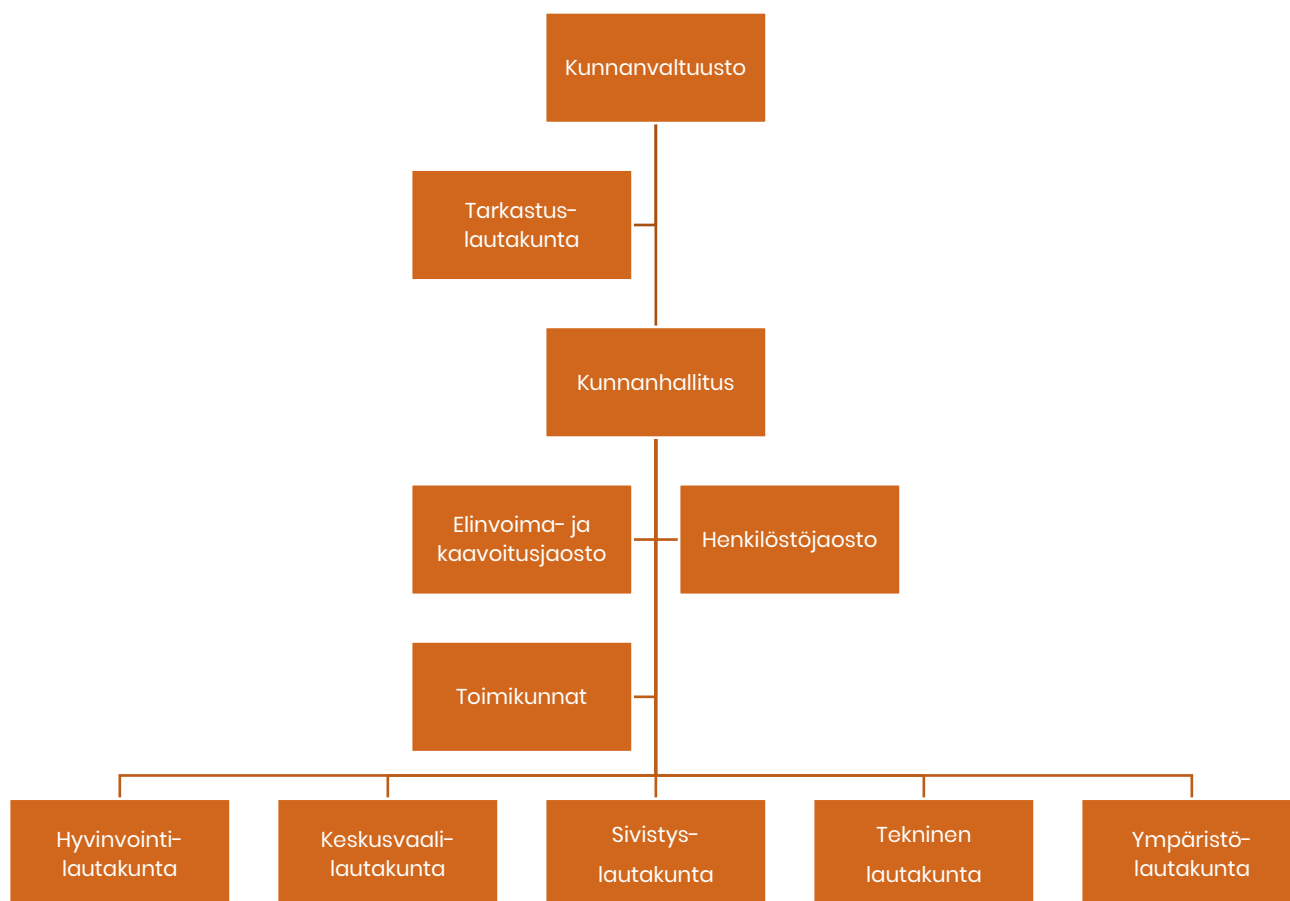 Kunnanvaltuusto
Tarkastus-
lautakunta
Kunnanhallitus
Elinvoima- ja
kaavoitusjaosto
Henkilöstöjaosto
Toimikunnat
Hyvinvointi-
lautakunta
Keskusvaali-
lautakunta
Sivistys-
lautakunta
Tekninen
lautakunta
Ympäristö-
lautakunta